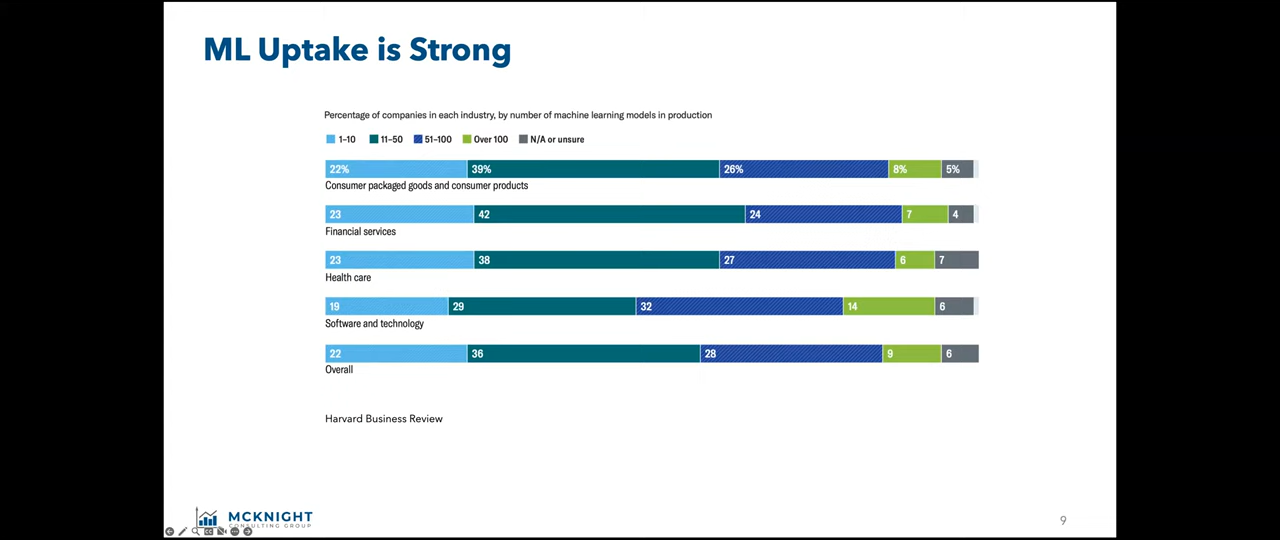 ML Uptake is Strong
Percentage of companies in each industry, by number of machine learning models in production
1–10 11–50 51–100 Over 100 N/A or unsure
22% 39% 26% 8% 5%
Consumer packaged goods and consumer products
23 42 24 7 4
Financial services
23 38 27 6 7
Health care
19 29 32 14 6
Software and technology
22 36 28 9 6
Overall
Harvard Business Review
MCKNIGHT
CONSULTING GROUP
9